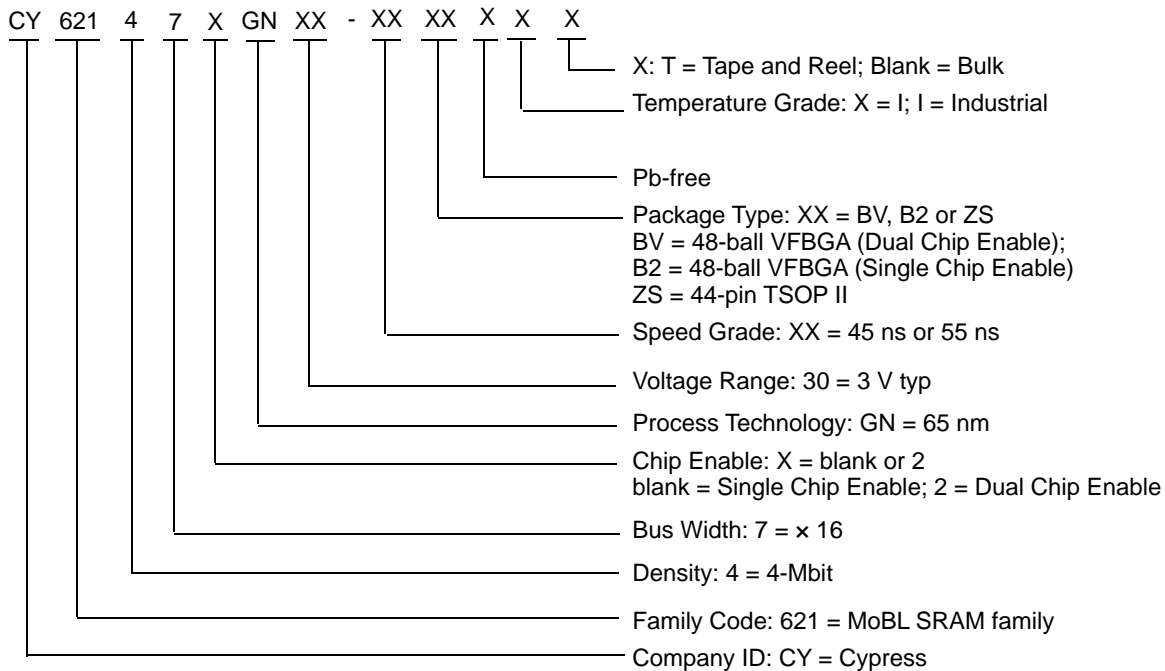 CY 621 4 7 X GN XX - XX XX X X X
X: T = Tape and Reel; Blank = Bulk
Temperature Grade: X = I; I = Industrial
Pb-free
Package Type: XX = BV, B2 or ZS
BV = 48-ball VFBGA (Dual Chip Enable);
B2 = 48-ball VFBGA (Single Chip Enable)
ZS = 44-pin TSOP II
Speed Grade: XX = 45 ns or 55 ns
Voltage Range: 30 = 3 V typ
Process Technology: GN = 65 nm
Chip Enable: X = blank or 2
blank = Single Chip Enable; 2 = Dual Chip Enable
Bus Width: 7 = × 16
Density: 4 = 4-Mbit
Family Code: 621 = MoBL SRAM family
Company ID: CY = Cypress